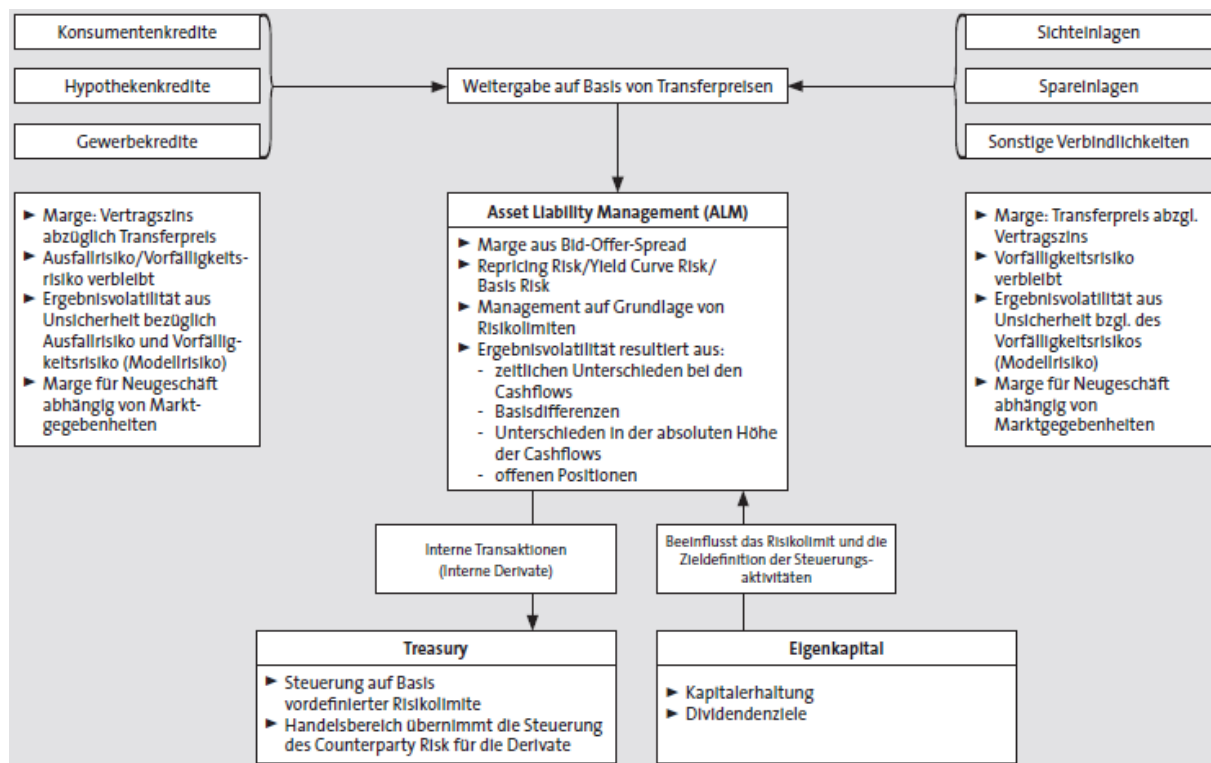 Konsumentenkredite
Hypothekenkredite
Gewerbekredite
Weitergabe auf Basis von Transferpreisen
Sichteinlagen
Spareinlagen
Sonstige Verbindlichkeiten
► Marge: Vertragszins
abzüglich Transferpreis
► Ausfallrisiko/Vorfälligkeits-
risiko verbleibt
► Ergebnisvolatilität aus
Unsicherheit bezüglich
Ausfallrisiko und Vorfällig-
keitsrisiko (Modellrisiko)
► Marge für Neugeschäft
abhängig von Markt-
gegebenheiten
Asset Liability Management (ALM)
► Marge aus Bid-Offer-Spread
► Repricing Risk/Yield Curve Risk/
Basis Risk
► Management auf Grundlage von
Risikolimiten
► Ergebnisvolatilität resultiert aus:
- zeitlichen Unterschieden bei den
Cashflows
- Basisdifferenzen
- Unterschieden in der absoluten Höhe
der Cashflows
- offenen Positionen
► Marge: Transferpreis abzgl.
Vertragszins
► Vorfälligkeitsrisiko
verbleibt
► Ergebnisvolatilität aus
Unsicherheit bzgl. des
Vorfälligkeitsrisikos
(Modellrisiko)
► Marge für Neugeschäft
abhängig von
Marktgegebenheiten
Interne Transaktionen
(Interne Derivate)
Beeinflusst das Risikolimit und die
Zieldefinition der Steuerungs-
aktivitäten
Treasury
► Steuerung auf Basis
vordefinierter Risikolimite
► Handelsbereich übernimmt die Steuerung
des Counterparty Risk für die Derivate
Eigenkapital
► Kapitalerhaltung
► Dividendenziele